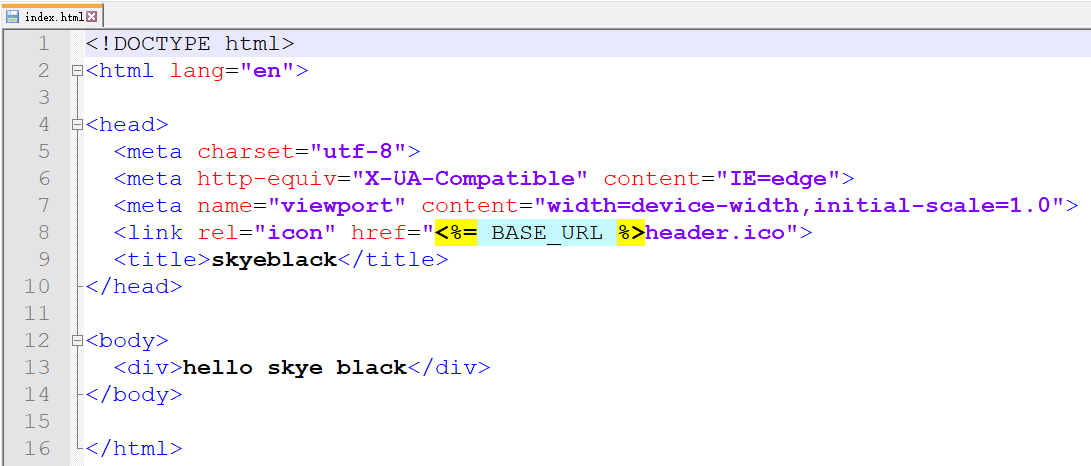 index.html
1 <!DOCTYPE html>
2 <html lang="en">
3
4 <head>
5   <meta charset="utf-8">
6   <meta http-equiv="X-UA-Compatible" content="IE=edge">
7   <meta name="viewport" content="width=device-width,initial-scale=1.0">
8   <link rel="icon" href="<%= BASE_URL %>header.ico">
9   <title>skyeblack</title>
10 </head>
11
12 <body>
13   <div>hello skye black</div>
14 </body>
15
16 </html>